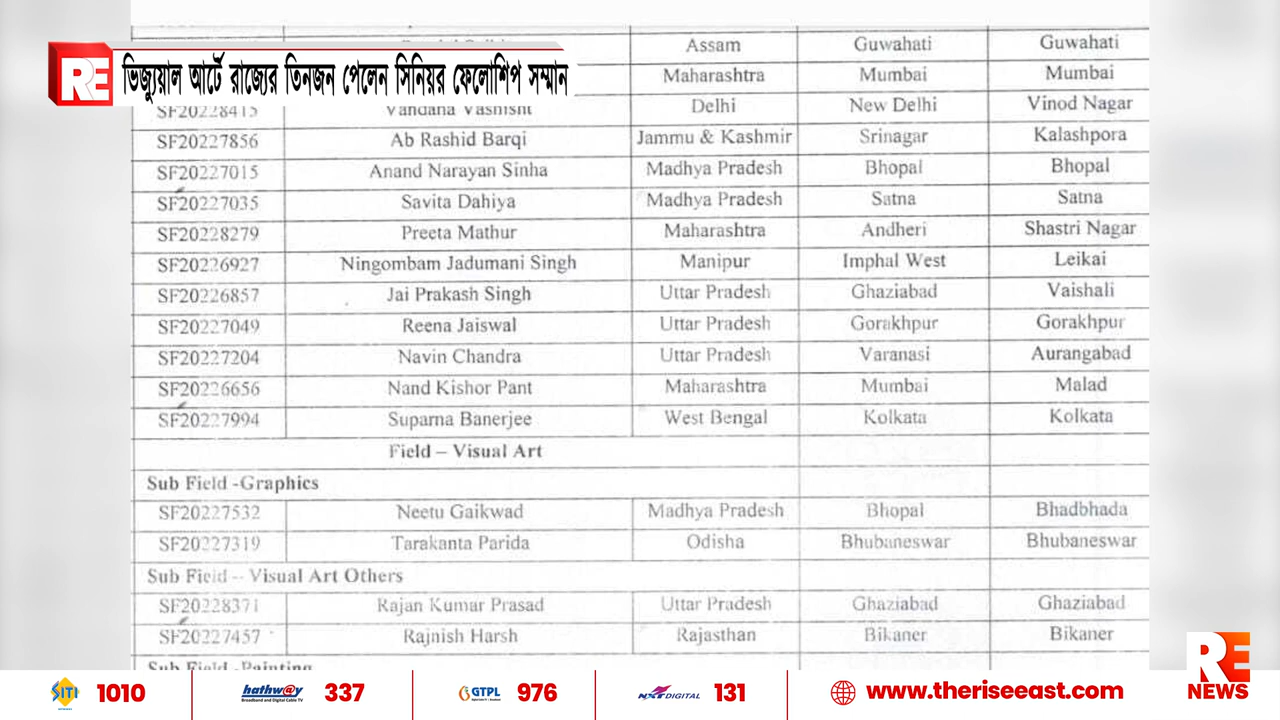 Assam Guwahati Guwahati
RE ভিজ্যুয়াল আর্টে রাজ্যের তিনজন পেলেন সিনিয়র ফেলোশিপ সম্মান
Maharashtra Mumbai Mumbai
SF20228415 Vandana Vashisht Delhi New Delhi Vinod Nagar
SF20227856 Ab Rashid Barqi Jammu & Kashmir Srinagar Kalashpora
SF20227015 Anand Narayan Sinha Madhya Pradesh Bhopal Bhopal
SF20227035 Savita Dahiya Madhya Pradesh Satna Satna
SF20228279 Preeta Mathur Maharashtra Andheri Shastri Nagar
SF20226927 Ningombam Jadumani Singh Manipur Imphal West Leikai
SF20226857 Jai Prakash Singh Uttar Pradesh Ghaziabad Vaishali
SF20227049 Reena Jaiswal Uttar Pradesh Gorakhpur Gorakhpur
SF20227204 Navin Chandra Uttar Pradesh Varanasi Aurangabad
SF20226656 Nand Kishor Pant Maharashtra Mumbai Malad
SF20227994 Suparna Banerjee West Bengal Kolkata Kolkata
Field – Visual Art
Sub Field -Graphics
SF20227532 Neetu Gaikwad Madhya Pradesh Bhopal Bhadbhada
SF20227319 Tarakanta Parida Odisha Bhubaneswar Bhubaneswar
Sub Field – Visual Art Others
SF20228371 Rajan Kumar Prasad Uttar Pradesh Ghaziabad Ghaziabad
SF20227457 Rajnish Harsh Rajasthan Bikaner Bikaner
Sub Field -Painting
RE NEWS
SITI 1010 hathw@y Broadband and Digital Cable TV 337 GTPL 976 NXT DIGITAL 131 www.theriseeast.com